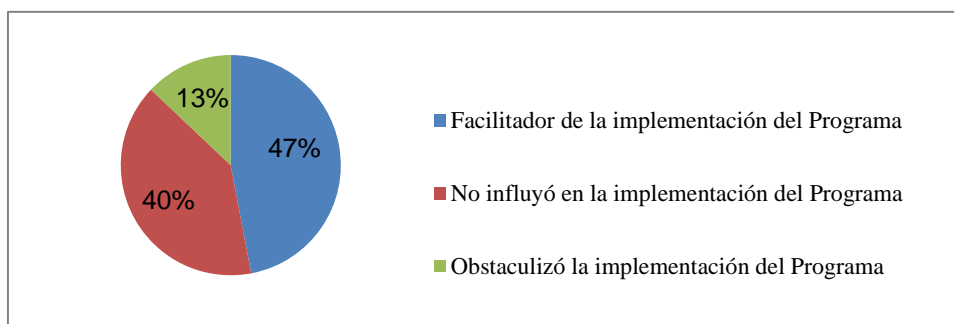 13%
47%
40%
Facilitador de la implementación del Programa
No influyó en la implementación del Programa
Obstaculizó la implementación del Programa